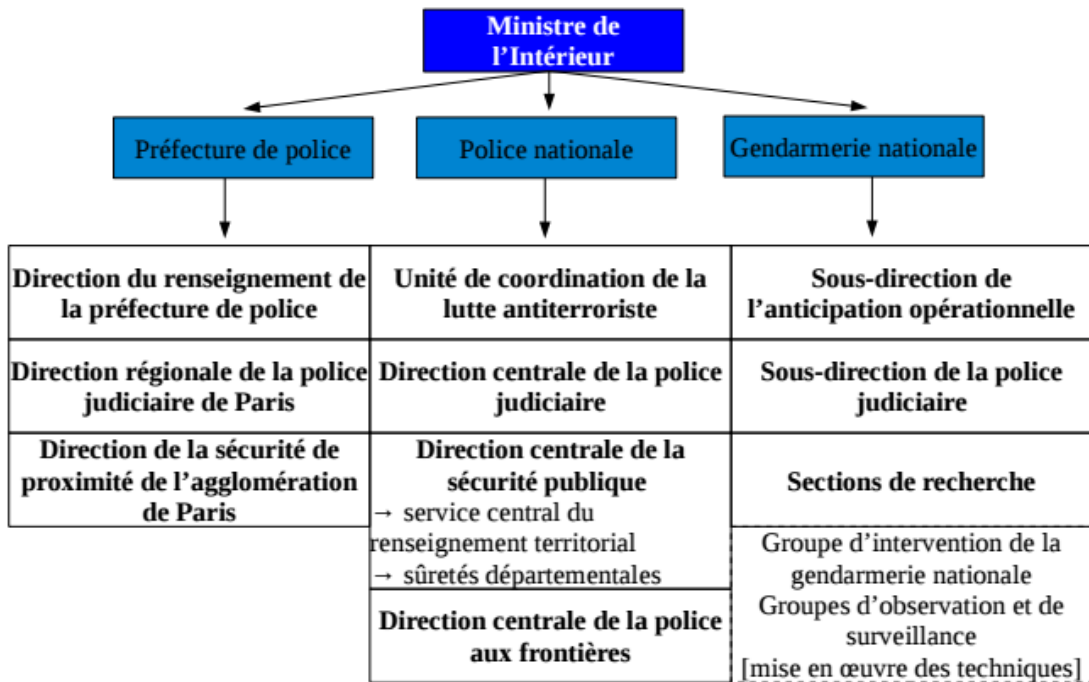 Ministre de
l’Intérieur
Préfecture de police
Police nationale
Gendarmerie nationale
Direction du renseignement de
la préfecture de police
Direction régionale de la police
judiciaire de Paris
Direction de la sécurité de
proximité de l’agglomération
de Paris
Unité de coordination de la
lutte antiterroriste
Direction centrale de la police
judiciaire
Direction centrale de la
sécurité publique
→ service central du
renseignement territorial
→ sûretés départementales
Direction centrale de la police
aux frontières
Sous-direction de
l’anticipation opérationnelle
Sous-direction de la police
judiciaire
Sections de recherche
Groupe d’intervention de la
gendarmerie nationale
Groupes d’observation et de
surveillance
[mise en œuvre des techniques]